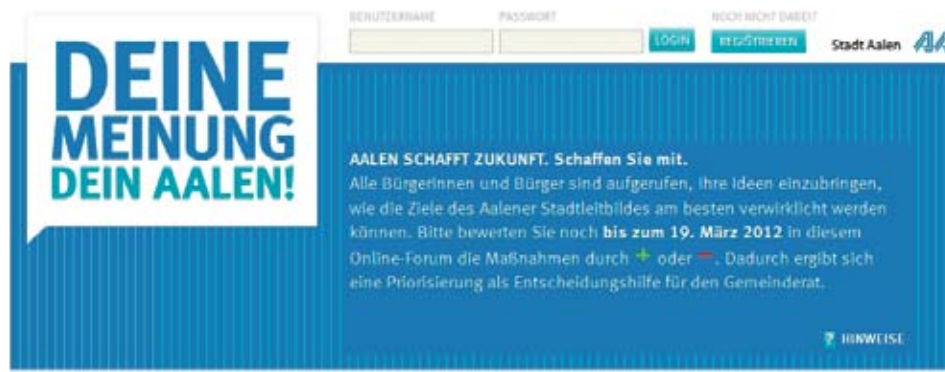 BENUTZERNAME PASSWORT NOCH NICHT DABEI?
LOGIN REGISTRIEREN Stadt Aalen
DEINE
MEINUNG
DEIN AALEN!
AALEN SCHAFFT ZUKUNFT. Schaffen Sie mit.
Alle Bürgerinnen und Bürger sind aufgerufen, ihre Ideen einzubringen,
wie die Ziele des Aalener Stadtleitbildes am besten verwirklicht werden
können. Bitte bewerten Sie noch bis zum 19. März 2012 in diesem
Online-Forum die Maßnahmen durch + oder −. Dadurch ergibt sich
eine Priorisierung als Entscheidungshilfe für den Gemeinderat.
? HINWEISE